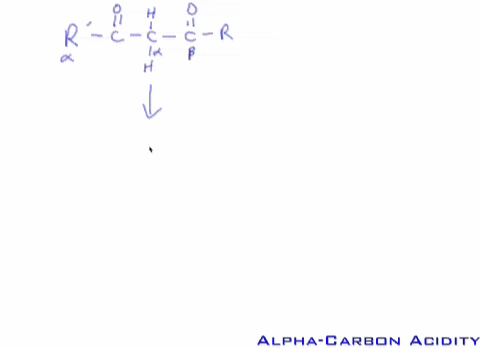 O H O
R' – C – C – C – R
α α β
H
ALPHA-CARBON ACIDITY